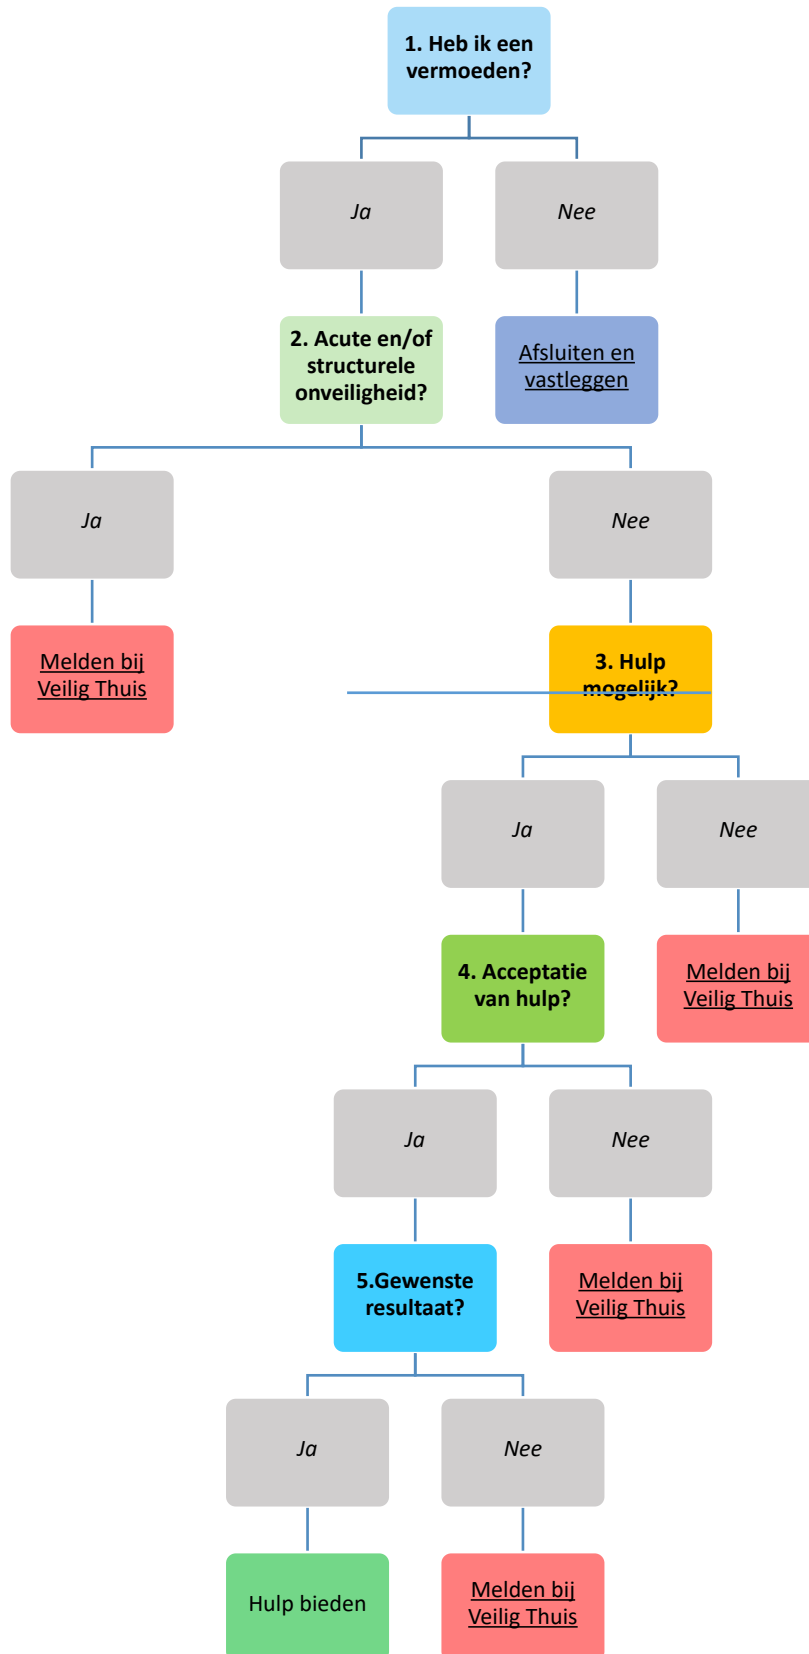 1. Heb ik een
vermoeden?
Ja
Nee
2. Acute en/of
structurele
onveiligheid?
Afsluiten en
vastleggen
Ja
Nee
Melden bij
Veilig Thuis
3. Hulp
mogelijk?
Ja
Nee
4. Acceptatie
van hulp?
Melden bij
Veilig Thuis
Ja
Nee
5.Gewenste
resultaat?
Melden bij
Veilig Thuis
Ja
Nee
Hulp bieden
Melden bij
Veilig Thuis